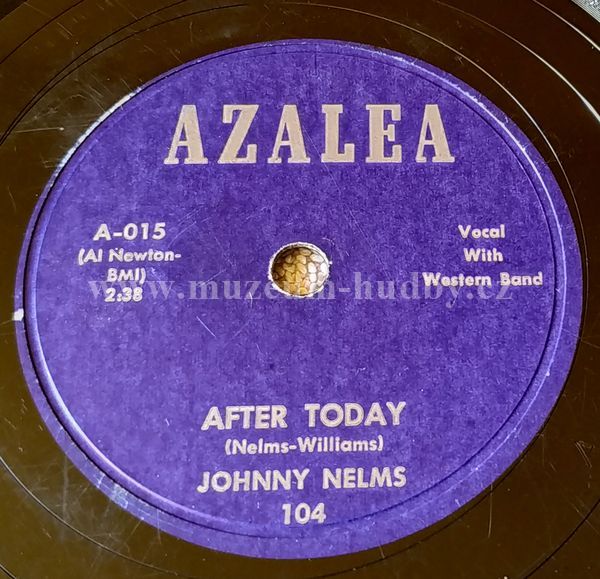 AZALEA
A-015
(Al Newton-
BMI)
2:38
Vocal
With
Western Band
www.muzeum-hudby.cz
AFTER TODAY
(Nelms-Williams)
JOHNNY NELMS
104